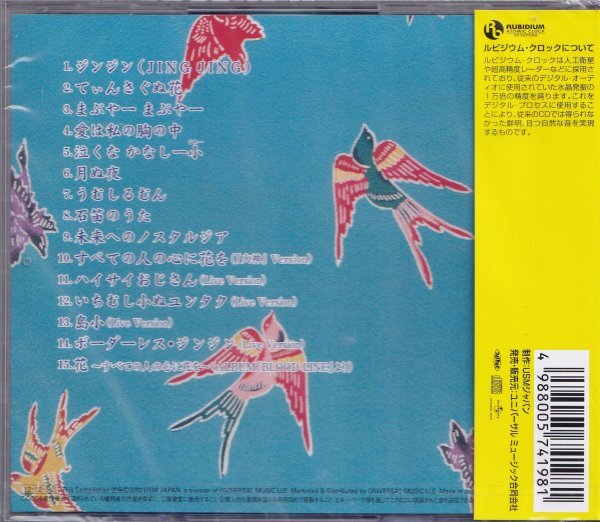 1.ジンジン(JING JING)
2.てぃんさぐぬ花
3.まぶやー まぶやー
4.愛は私の胸の中
5.泣くな かなしー小
6.月ぬ夜
7.うむしるむん
8.石笛のうた
9.未来へのノスタルジア
10.すべての人の心に花を(『火神』Version)
11.ハイサイおじさん(Live Version)
12.いちむし小ぬユンタク(Live Version)
13.島小(Live Version)
14.ボーダーレス・ジンジン(Live Version)
15.花 ～すべての人の心に花を～(ALBUM『BLOOD LINE』より)
RUBIDIUM
ATOMIC CLOCK
CD EDITING
ルビジウム・クロックについて
ルビジウム・クロックは人工衛星
や超高精度レーダーなどに採用さ
れており、従来のデジタル・オー
ディオに使用されていた水晶発振の
1万倍の精度を誇ります。これを
デジタル・プロセスに使用するこ
とにより、従来のCDでは得られな
かった鮮明、且つ自然な音を実現
するものです。
制作:USMジャパン
発売・販売元:ユニバーサル ミュージック合同会社
4 988005 741981